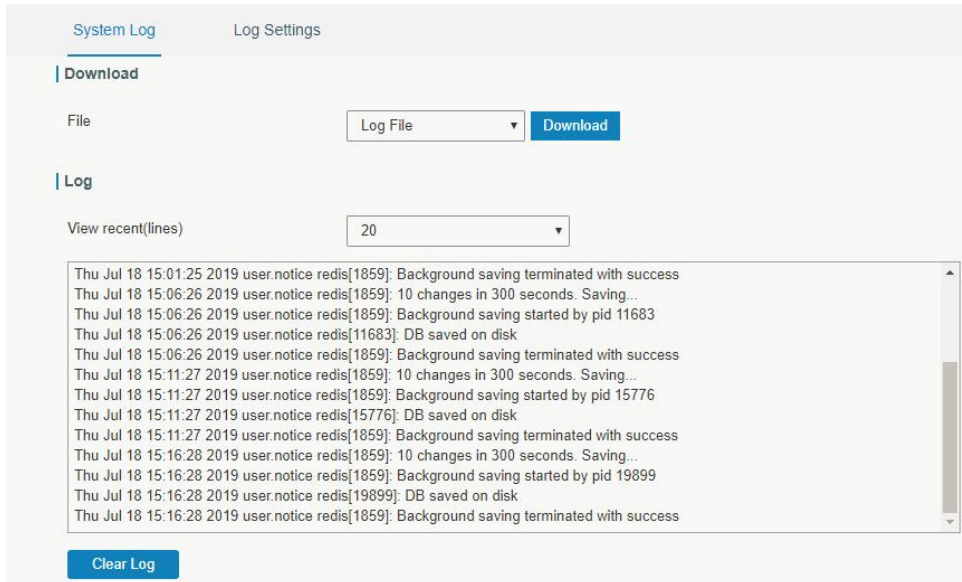 System Log Log Settings
Download
File Log File Download
Log
View recent(lines) 20
Thu Jul 18 15:01:25 2019 user.notice redis[1859]: Background saving terminated with success
Thu Jul 18 15:06:26 2019 user.notice redis[1859]: 10 changes in 300 seconds. Saving...
Thu Jul 18 15:06:26 2019 user.notice redis[1859]: Background saving started by pid 11683
Thu Jul 18 15:06:26 2019 user.notice redis[11683]: DB saved on disk
Thu Jul 18 15:06:26 2019 user.notice redis[1859]: Background saving terminated with success
Thu Jul 18 15:11:27 2019 user.notice redis[1859]: 10 changes in 300 seconds. Saving...
Thu Jul 18 15:11:27 2019 user.notice redis[1859]: Background saving started by pid 15776
Thu Jul 18 15:11:27 2019 user.notice redis[15776]: DB saved on disk
Thu Jul 18 15:11:27 2019 user.notice redis[1859]: Background saving terminated with success
Thu Jul 18 15:16:28 2019 user.notice redis[1859]: 10 changes in 300 seconds. Saving...
Thu Jul 18 15:16:28 2019 user.notice redis[1859]: Background saving started by pid 19899
Thu Jul 18 15:16:28 2019 user.notice redis[19899]: DB saved on disk
Thu Jul 18 15:16:28 2019 user.notice redis[1859]: Background saving terminated with success
Clear Log